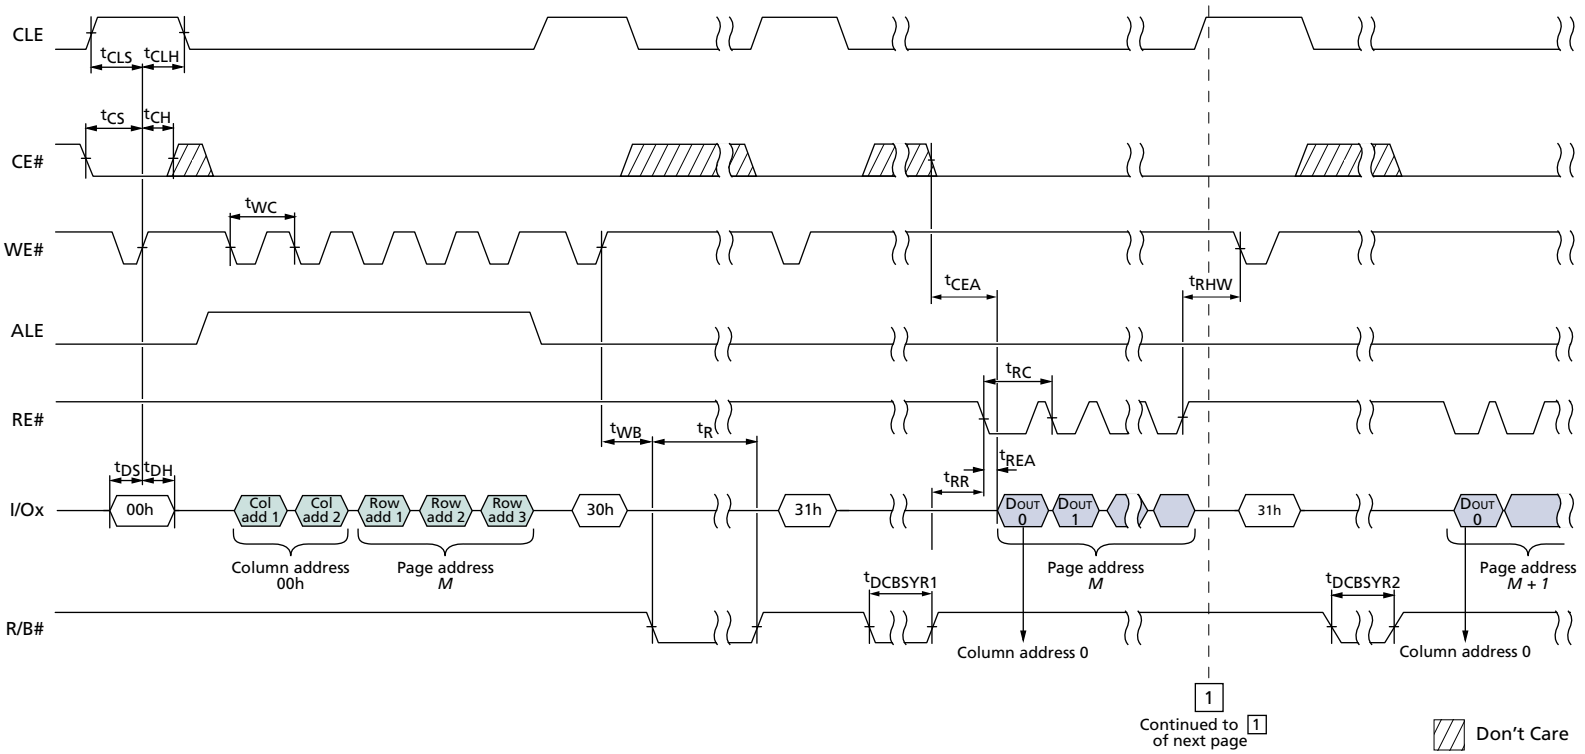 CLE
tCLS tCLH
tCS tCH
CE#
tWC
WE#
tCEA
tRHW
ALE
tRC
RE#
tWB tR
tDS tDH
tREA
tRR
I/Ox
00h
Col add 1
Col add 2
Row add 1
Row add 2
Row add 3
30h
31h
DOUT 0
DOUT 1
31h
DOUT 0
Column address
00h
Page address
M
Page address
M
Page address
M + 1
tDCBSYR1
tDCBSYR2
R/B#
Column address 0
Column address 0
1
Continued to 1
of next page
Don't Care